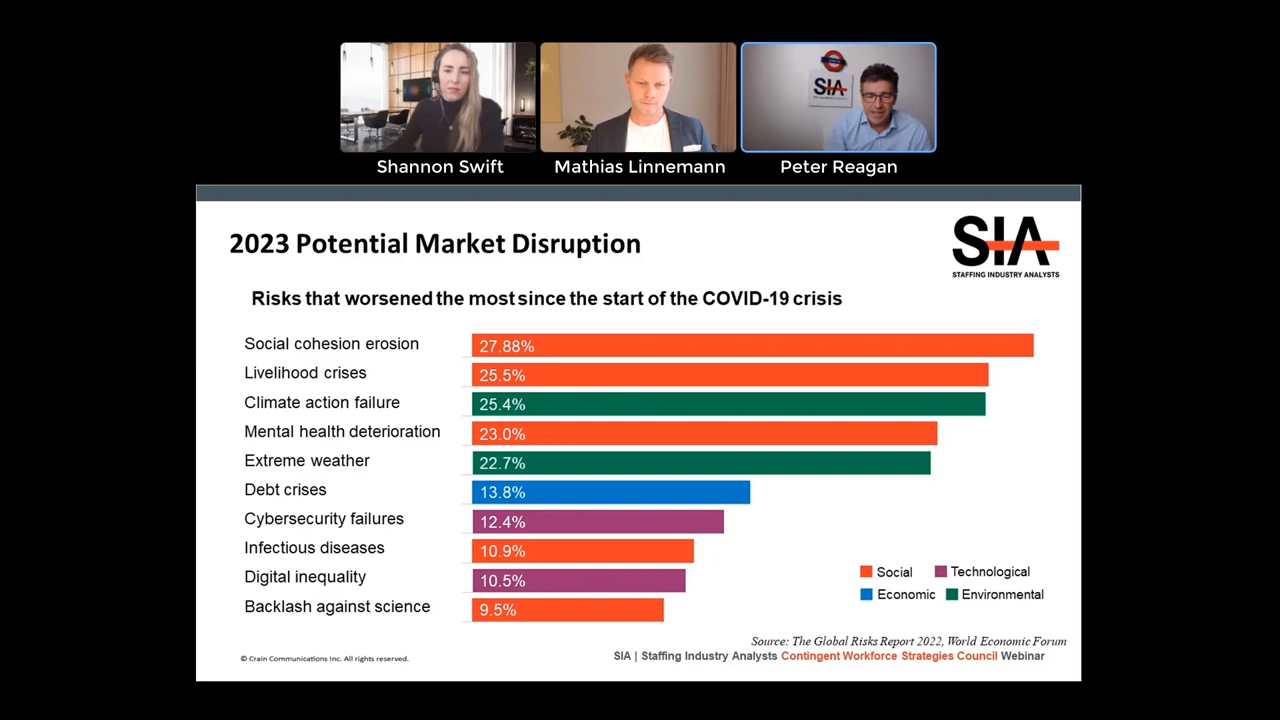 SIA
Shannon Swift
Mathias Linnemann
Peter Reagan
2023 Potential Market Disruption
SIA
STAFFING INDUSTRY ANALYSTS
Risks that worsened the most since the start of the COVID-19 crisis
Social cohesion erosion 27.88%
Livelihood crises 25.5%
Climate action failure 25.4%
Mental health deterioration 23.0%
Extreme weather 22.7%
Debt crises 13.8%
Cybersecurity failures 12.4%
Infectious diseases 10.9%
Digital inequality 10.5%
Backlash against science 9.5%
Social Technological
Economic Environmental
Source: The Global Risks Report 2022, World Economic Forum
© Crain Communications Inc. All rights reserved.
SIA | Staffing Industry Analysts Contingent Workforce Strategies Council Webinar